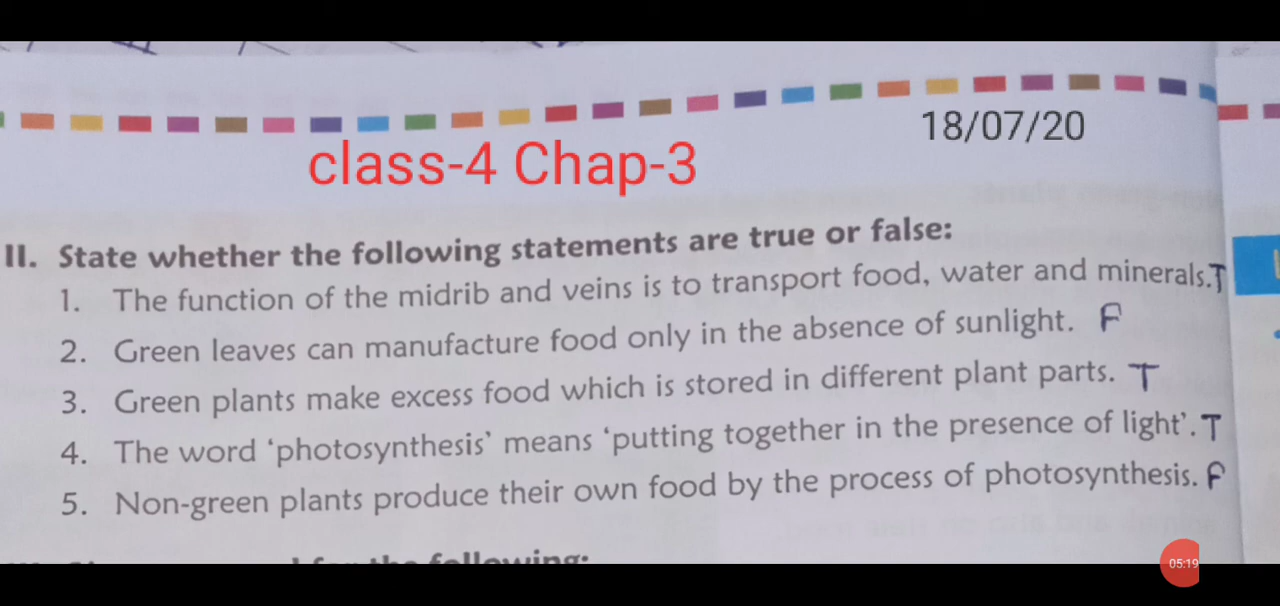 18/07/20
class-4 Chap-3
II. State whether the following statements are true or false:
1. The function of the midrib and veins is to transport food, water and minerals. T
2. Green leaves can manufacture food only in the absence of sunlight. F
3. Green plants make excess food which is stored in different plant parts. T
4. The word ‘photosynthesis’ means ‘putting together in the presence of light’. T
5. Non-green plants produce their own food by the process of photosynthesis. F
for the following:
05:19